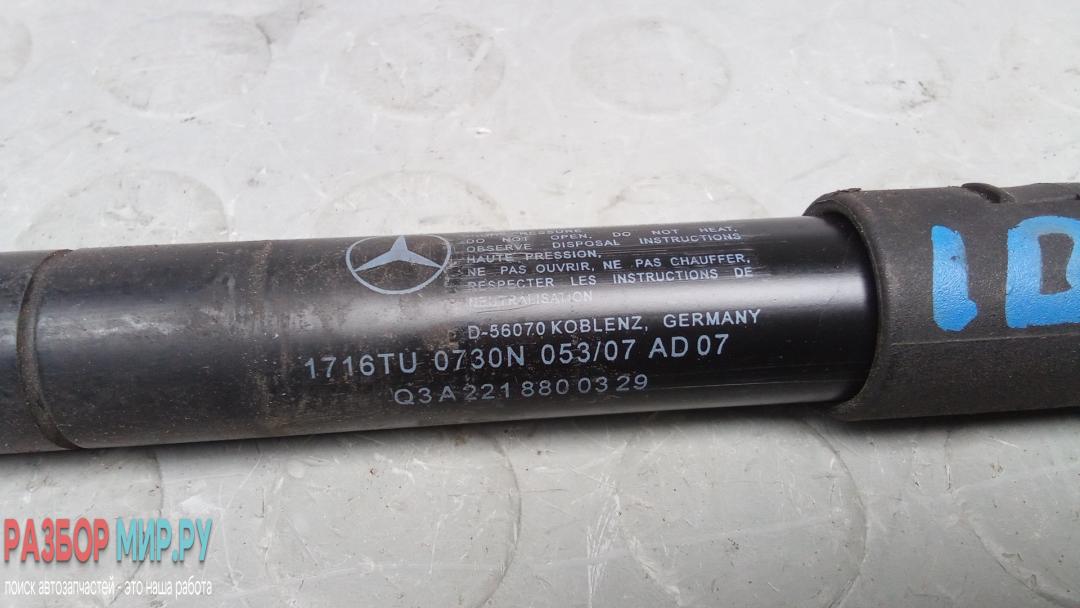 PRESSURE,
DO NOT OPEN, DO NOT HEAT.
OBSERVE DISPOSAL INSTRUCTIONS
HAUTE PRESSION,
NE PAS OUVRIR, NE PAS CHAUFFER,
RESPECTER LES INSTRUCTIONS DE
NEUTRALISATION
D-56070 KOBLENZ, GERMANY
1716TU 0730N 053/07 AD 07
Q3 A 221 880 03 29
РАЗБОР МИР.РУ
поиск автозапчастей - это наша работа